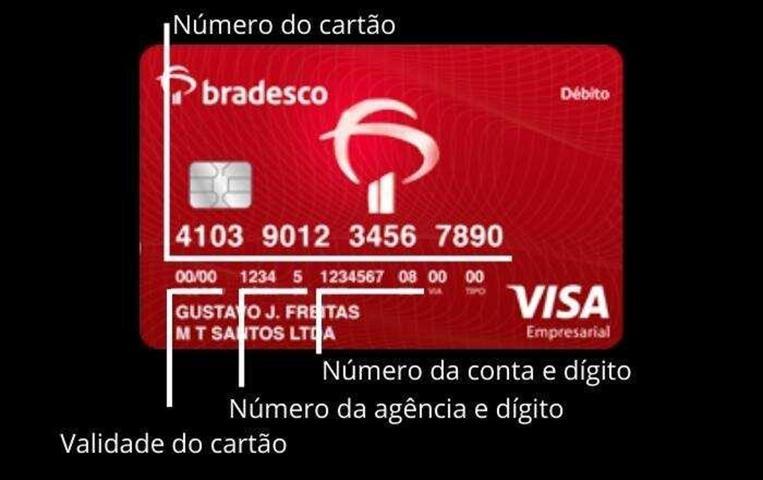 Número do cartão
bradesco
Débito
4103 9012 3456 7890
00/00 1234 5 1234567 08 00 00
VIA TIPO
GUSTAVO J. FREITAS
M T SANTOS LTDA
VISA
Empresarial
Número da conta e dígito
Número da agência e dígito
Validade do cartão